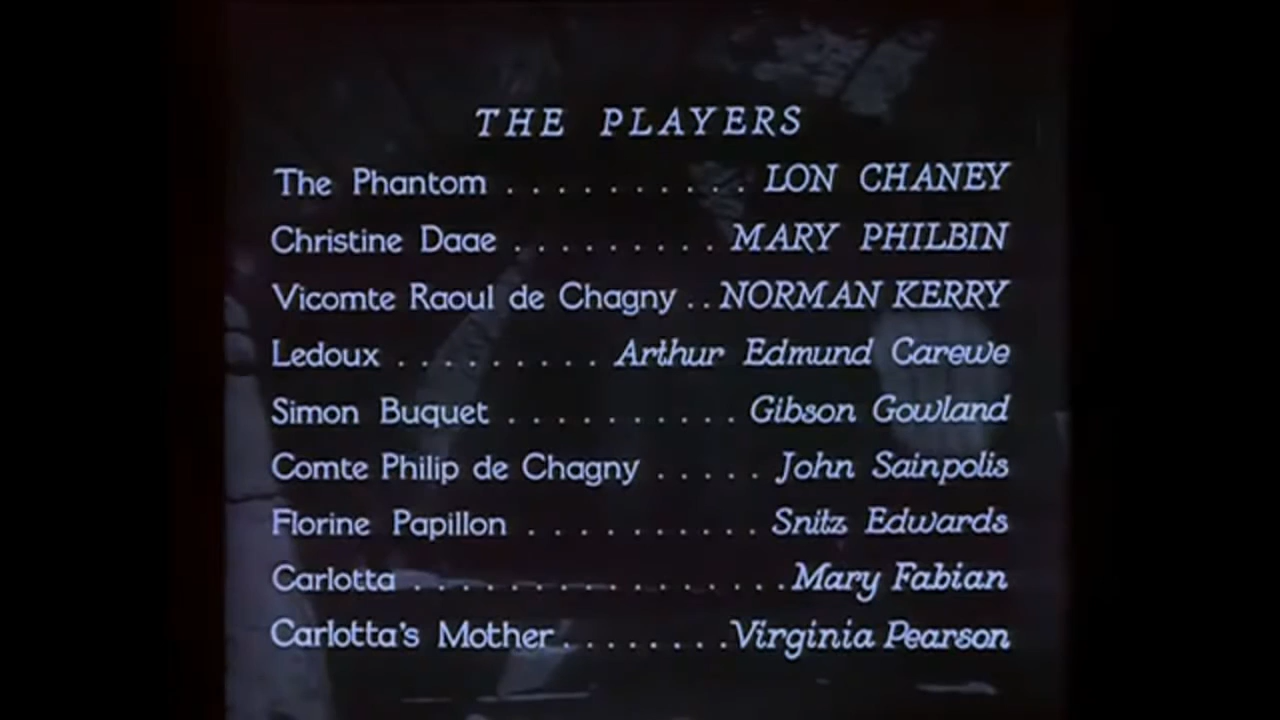 THE PLAYERS
The Phantom . . . . . . . . . . LON CHANEY
Christine Daae . . . . . . . . . MARY PHILBIN
Vicomte Raoul de Chagny . . NORMAN KERRY
Ledoux . . . . . . . . . Arthur Edmund Carewe
Simon Buquet . . . . . . . . . . Gibson Gowland
Comte Philip de Chagny . . . . . John Sainpolis
Florine Papillon . . . . . . . . . . Snitz Edwards
Carlotta . . . . . . . . . . . . . . . . Mary Fabian
Carlotta's Mother . . . . . . . Virginia Pearson